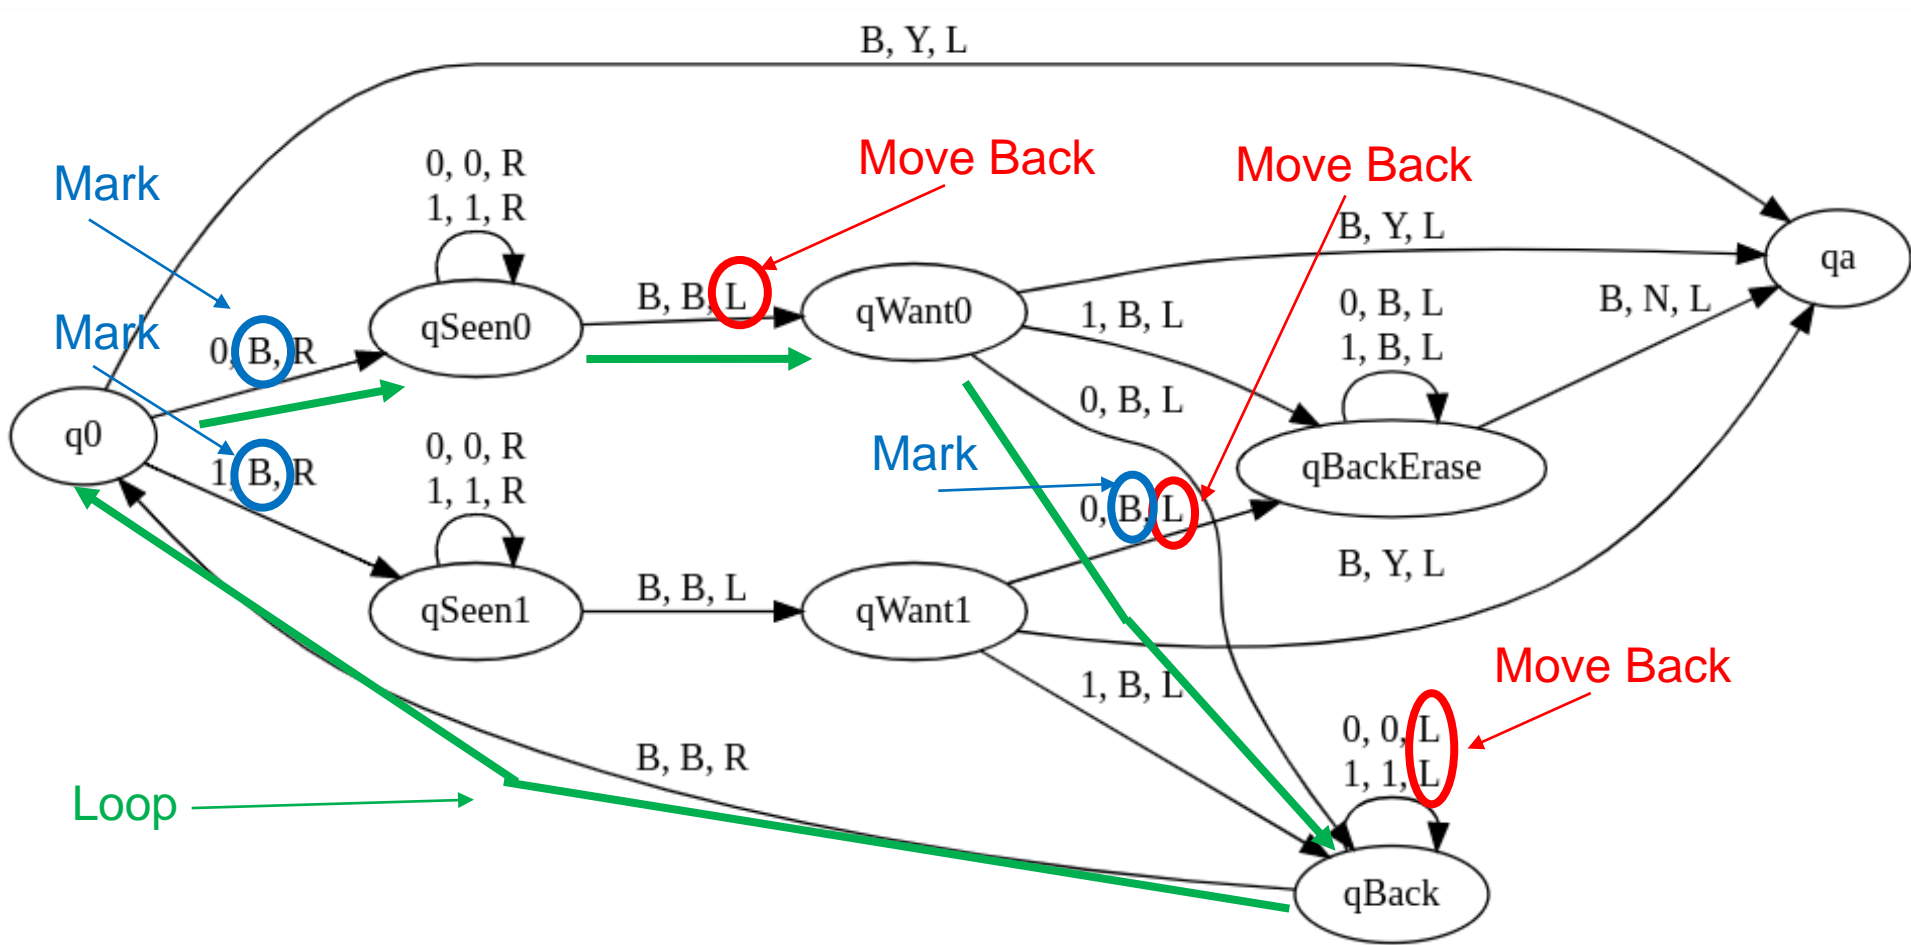 B, Y, L
Mark
0, 0, R
1, 1, R
Move Back
Move Back
B, Y, L
qa
Mark
0, B, R
qSeen0
B, B, L
qWant0
1, B, L
0, B, L
1, B, L
B, N, L
q0
0, B, L
1, B, R
0, 0, R
1, 1, R
Mark
0, B, L
qBackErase
B, Y, L
qSeen1
B, B, L
qWant1
1, B, L
Move Back
0, 0, L
1, 1, L
B, B, R
Loop
qBack